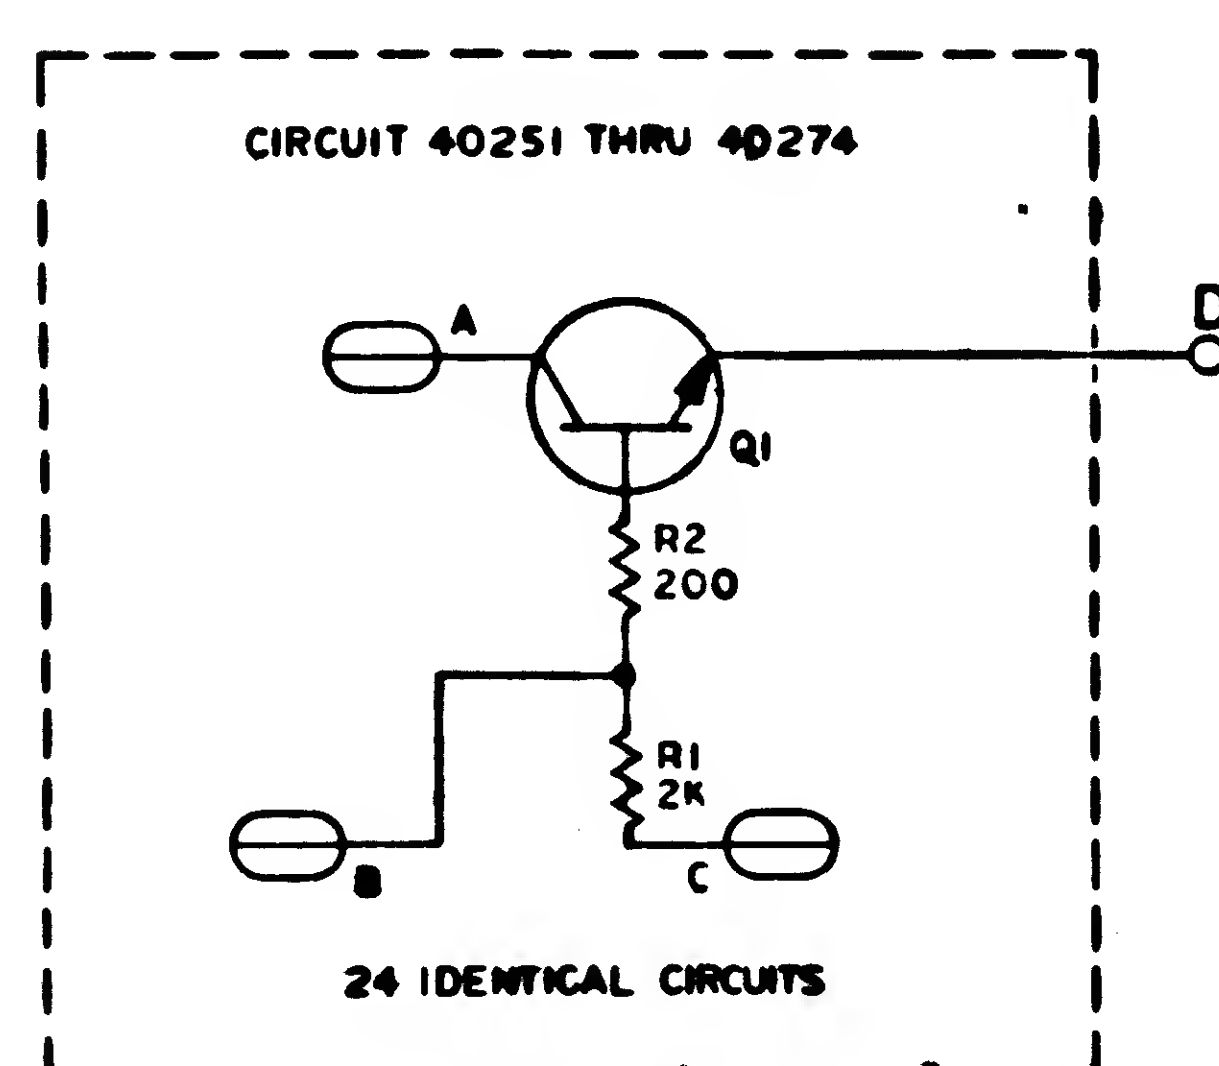 CIRCUIT 40251 THRU 40274
A
D
Q1
R2
200
R1
2K
B
C
24 IDENTICAL CIRCUITS